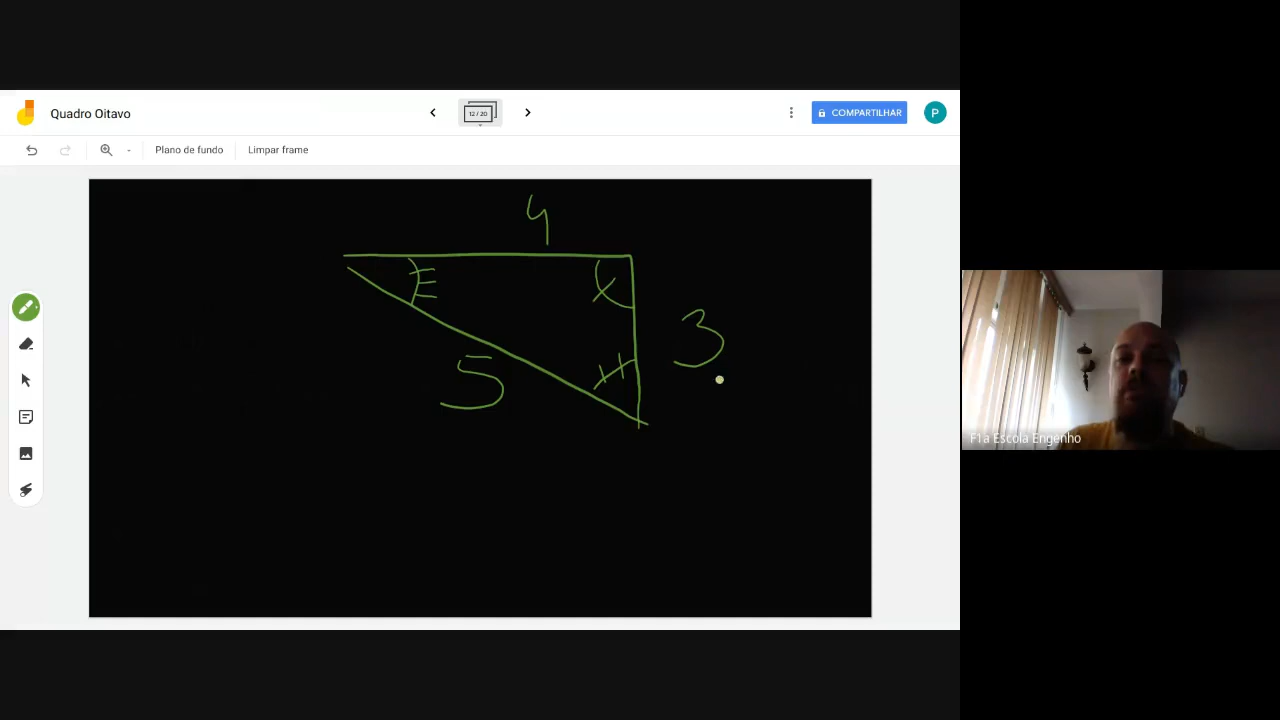 Quadro Oitavo
12 / 20
COMPARTILHAR
P
Plano de fundo
Limpar frame
4
3
5
F1a Escola Engenho